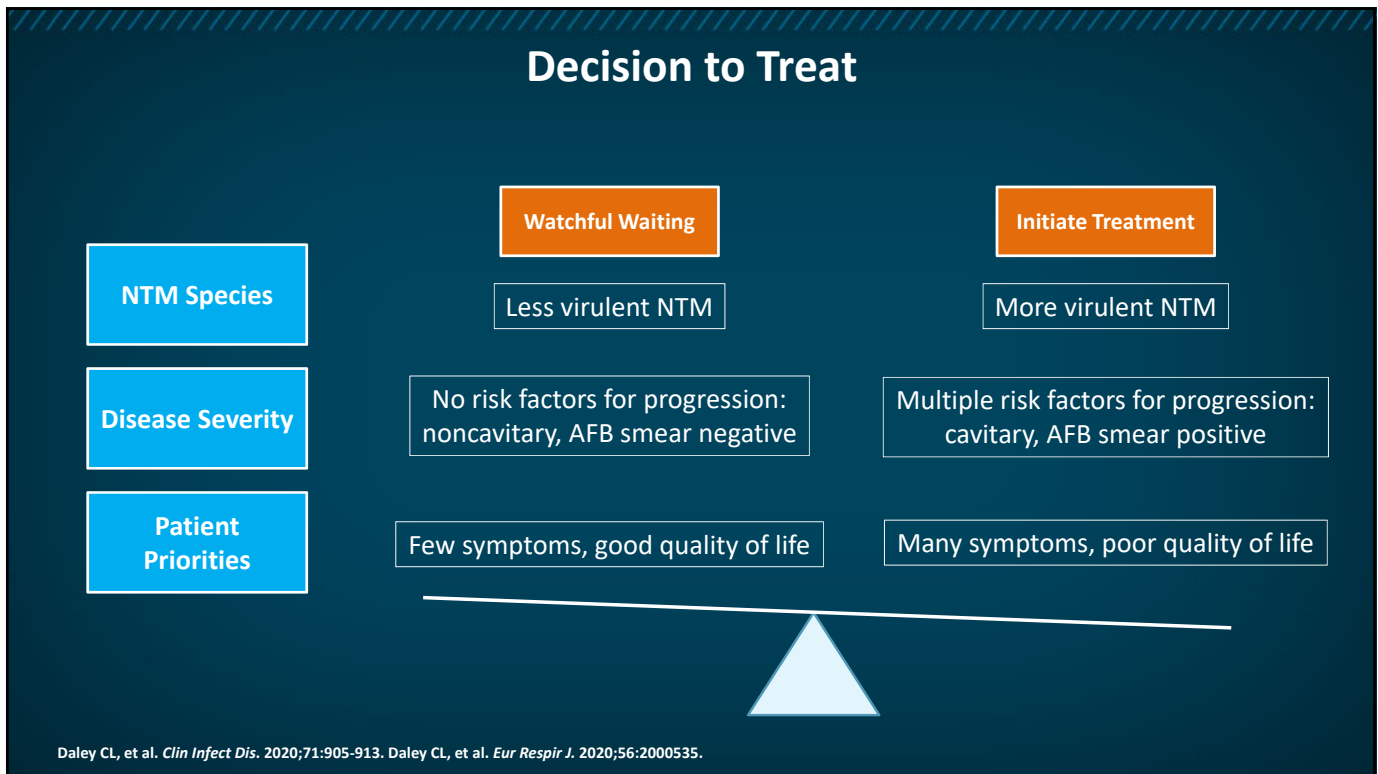 Decision to Treat
Watchful Waiting
Initiate Treatment
NTM Species
Less virulent NTM
More virulent NTM
Disease Severity
No risk factors for progression:
noncavitary, AFB smear negative
Multiple risk factors for progression:
cavitary, AFB smear positive
Patient
Priorities
Few symptoms, good quality of life
Many symptoms, poor quality of life
Daley CL, et al. Clin Infect Dis. 2020;71:905-913. Daley CL, et al. Eur Respir J. 2020;56:2000535.